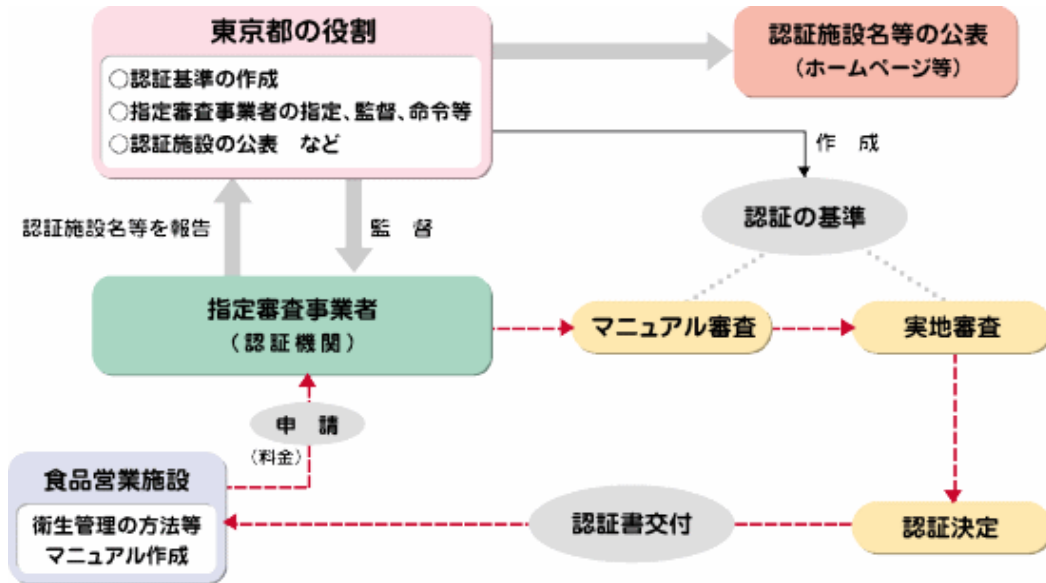 東京都の役割
○認証基準の作成
○指定審査事業者の指定、監督、命令等
○認証施設の公表　など
認証施設名等の公表
(ホームページ等)
作　成
認証の基準
認証施設名等を報告
監　督
指定審査事業者
(認証機関)
マニュアル審査
実地審査
申　請
(料金)
食品営業施設
衛生管理の方法等
マニュアル作成
認証書交付
認証決定